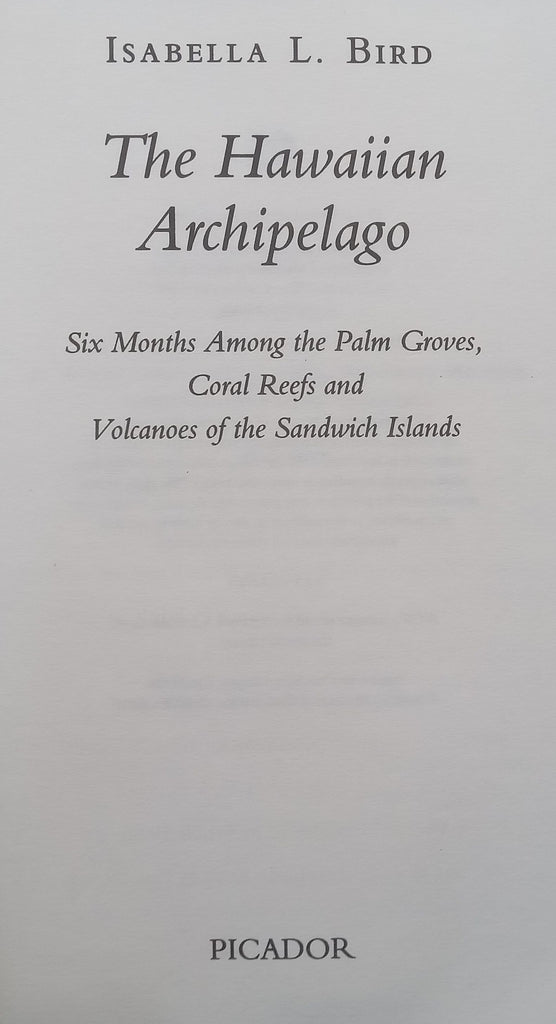 ISABELLA L. BIRD
The Hawaiian
Archipelago
Six Months Among the Palm Groves,
Coral Reefs and
Volcanoes of the Sandwich Islands
PICADOR